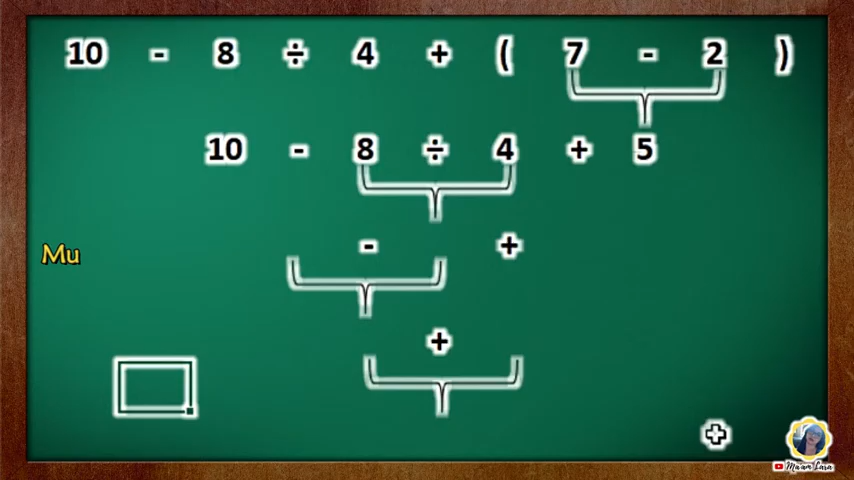 10 - 8 ÷ 4 + ( 7 - 2 )
10 - 8 ÷ 4 + 5
- +
Mu
+
Ma'am Lara